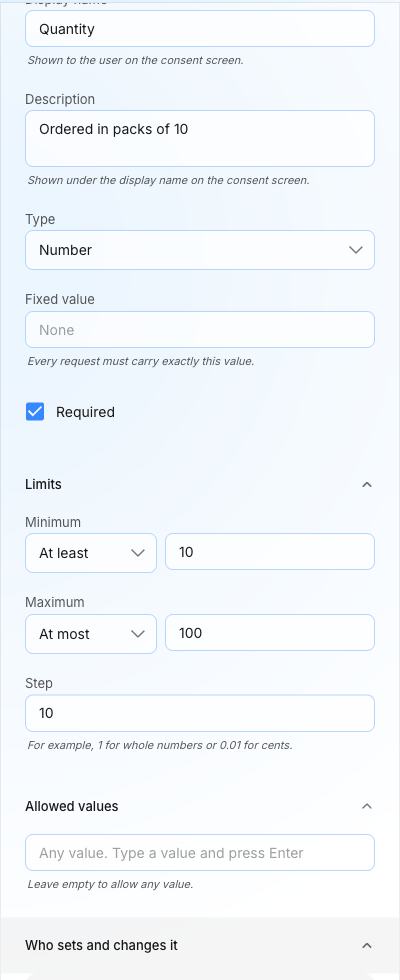 Display name
Quantity
Shown to the user on the consent screen.
Description
Ordered in packs of 10
Shown under the display name on the consent screen.
Type
Number
Fixed value
None
Every request must carry exactly this value.
Required
Limits
Minimum
At least
10
Maximum
At most
100
Step
10
For example, 1 for whole numbers or 0.01 for cents.
Allowed values
Any value. Type a value and press Enter
Leave empty to allow any value.
Who sets and changes it